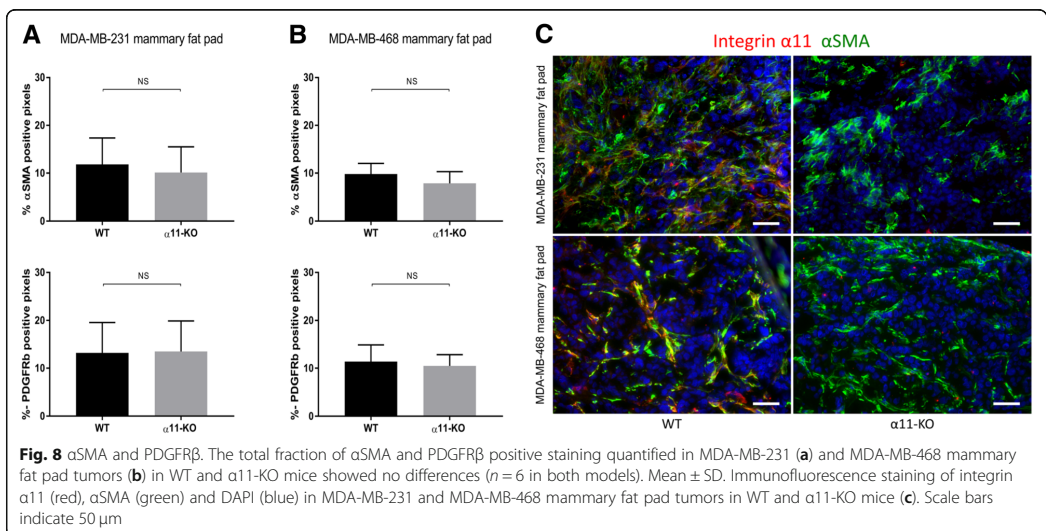 A MDA-MB-231 mammary fat pad
% αSMA positive pixels
30
20
10
0
NS
WT α11-KO
%- PDGFRb positive pixels
30
20
10
0
NS
WT α11-KO
B MDA-MB-468 mammary fat pad
% αSMA positive pixels
30
20
10
0
NS
WT α11-KO
%- PDGFRb positive pixels
30
20
10
0
NS
WT α11-KO
C Integrin α11 αSMA
MDA-MB-231 mammary fat pad
MDA-MB-468 mammary fat pad
WT α11-KO
Fig. 8 αSMA and PDGFRβ. The total fraction of αSMA and PDGFRβ positive staining quantified in MDA-MB-231 (a) and MDA-MB-468 mammary
fat pad tumors (b) in WT and α11-KO mice showed no differences (n = 6 in both models). Mean ± SD. Immunofluorescence staining of integrin
α11 (red), αSMA (green) and DAPI (blue) in MDA-MB-231 and MDA-MB-468 mammary fat pad tumors in WT and α11-KO mice (c). Scale bars
indicate 50 μm